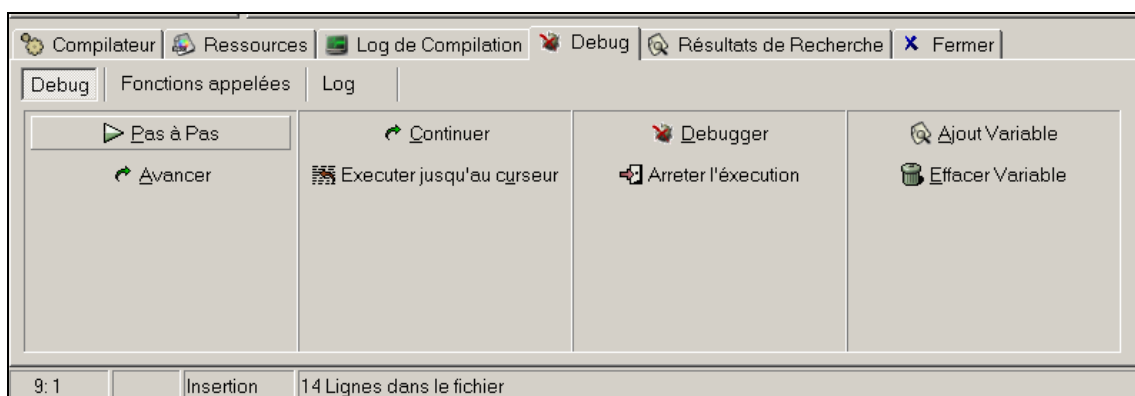 Compilateur Ressources Log de Compilation Debug Résultats de Recherche Fermer
Debug Fonctions appelées Log
Pas à Pas Continuer Debugger Ajout Variable
Avancer Executer jusqu'au curseur Arreter l'éxecution Effacer Variable
9: 1 Insertion 14 Lignes dans le fichier